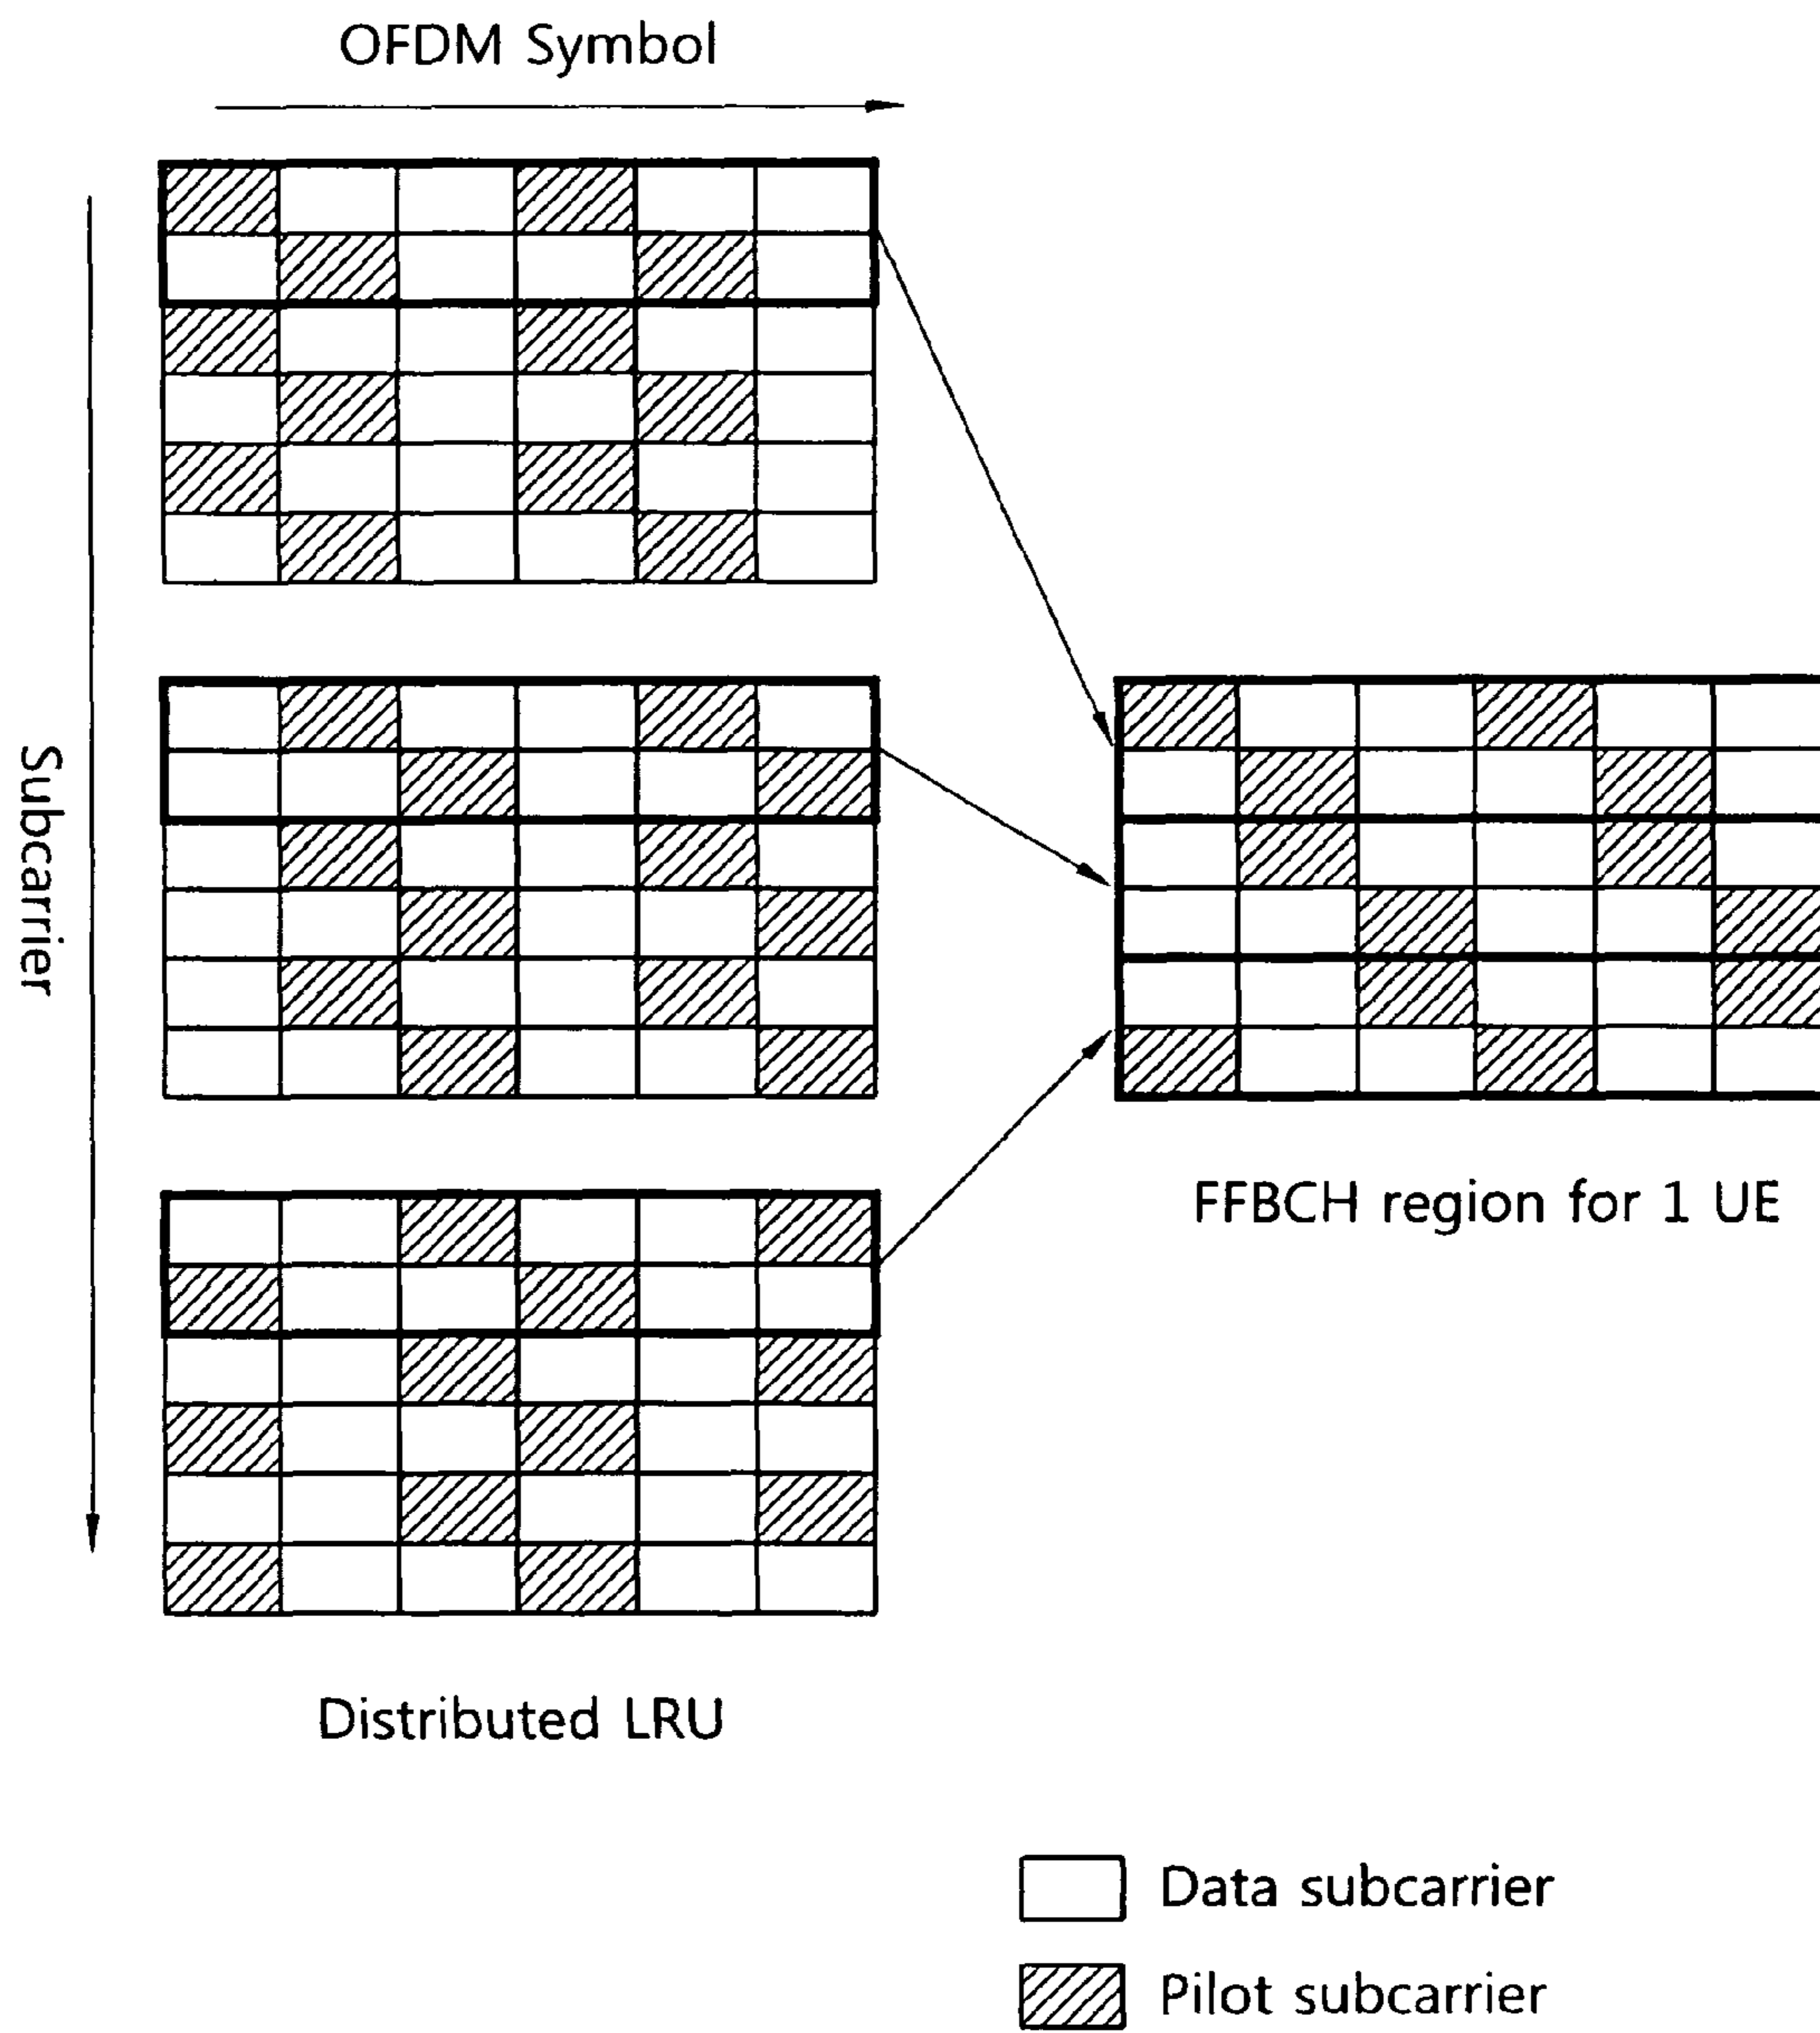 OFDM Symbol
Subcarrier
FFBCH region for 1 UE
Distributed LRU
Data subcarrier
Pilot subcarrier